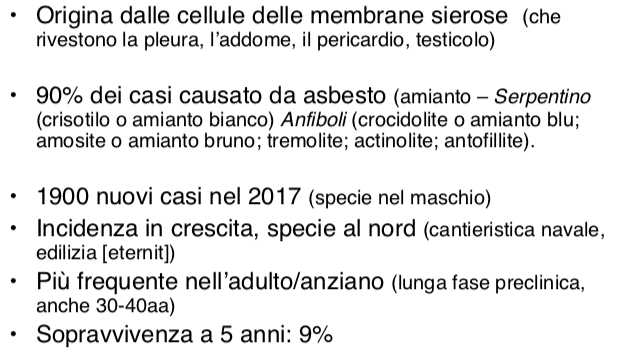 • Origina dalle cellule delle membrane sierose (che
rivestono la pleura, l'addome, il pericardio, testicolo)
• 90% dei casi causato da asbesto (amianto – Serpentino
(crisotilo o amianto bianco) Anfiboli (crocidolite o amianto blu;
amosite o amianto bruno; tremolite; actinolite; antofillite).
• 1900 nuovi casi nel 2017 (specie nel maschio)
• Incidenza in crescita, specie al nord (cantieristica navale,
edilizia [eternit])
• Più frequente nell'adulto/anziano (lunga fase preclinica,
anche 30-40aa)
• Sopravvivenza a 5 anni: 9%